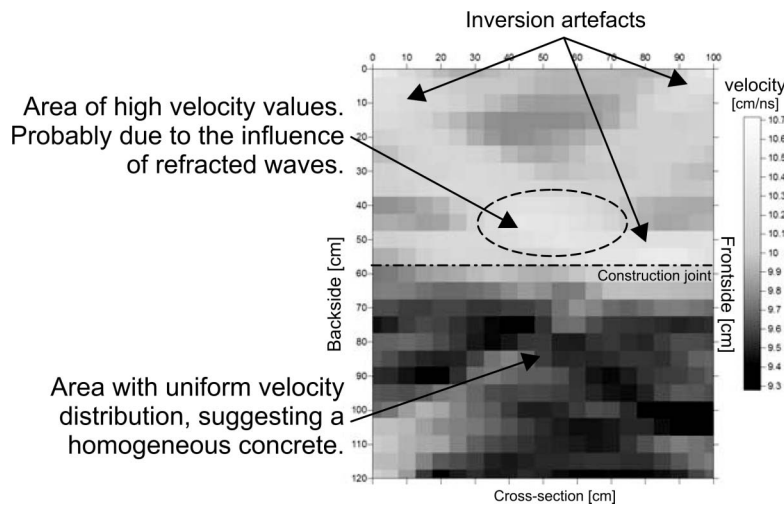 Inversion artefacts
0 10 20 30 40 50 60 70 80 90 100
Area of high velocity values.
Probably due to the influence
of refracted waves.
velocity
[cm/ns]
0
10
20
30
40
50
60
70
80
90
100
110
120
Backside [cm]
Construction joint
Frontside [cm]
10.7
10.6
10.5
10.4
10.3
10.2
10.1
10
9.9
9.8
9.7
9.6
9.5
9.4
9.3
Area with uniform velocity
distribution, suggesting a
homogeneous concrete.
Cross-section [cm]